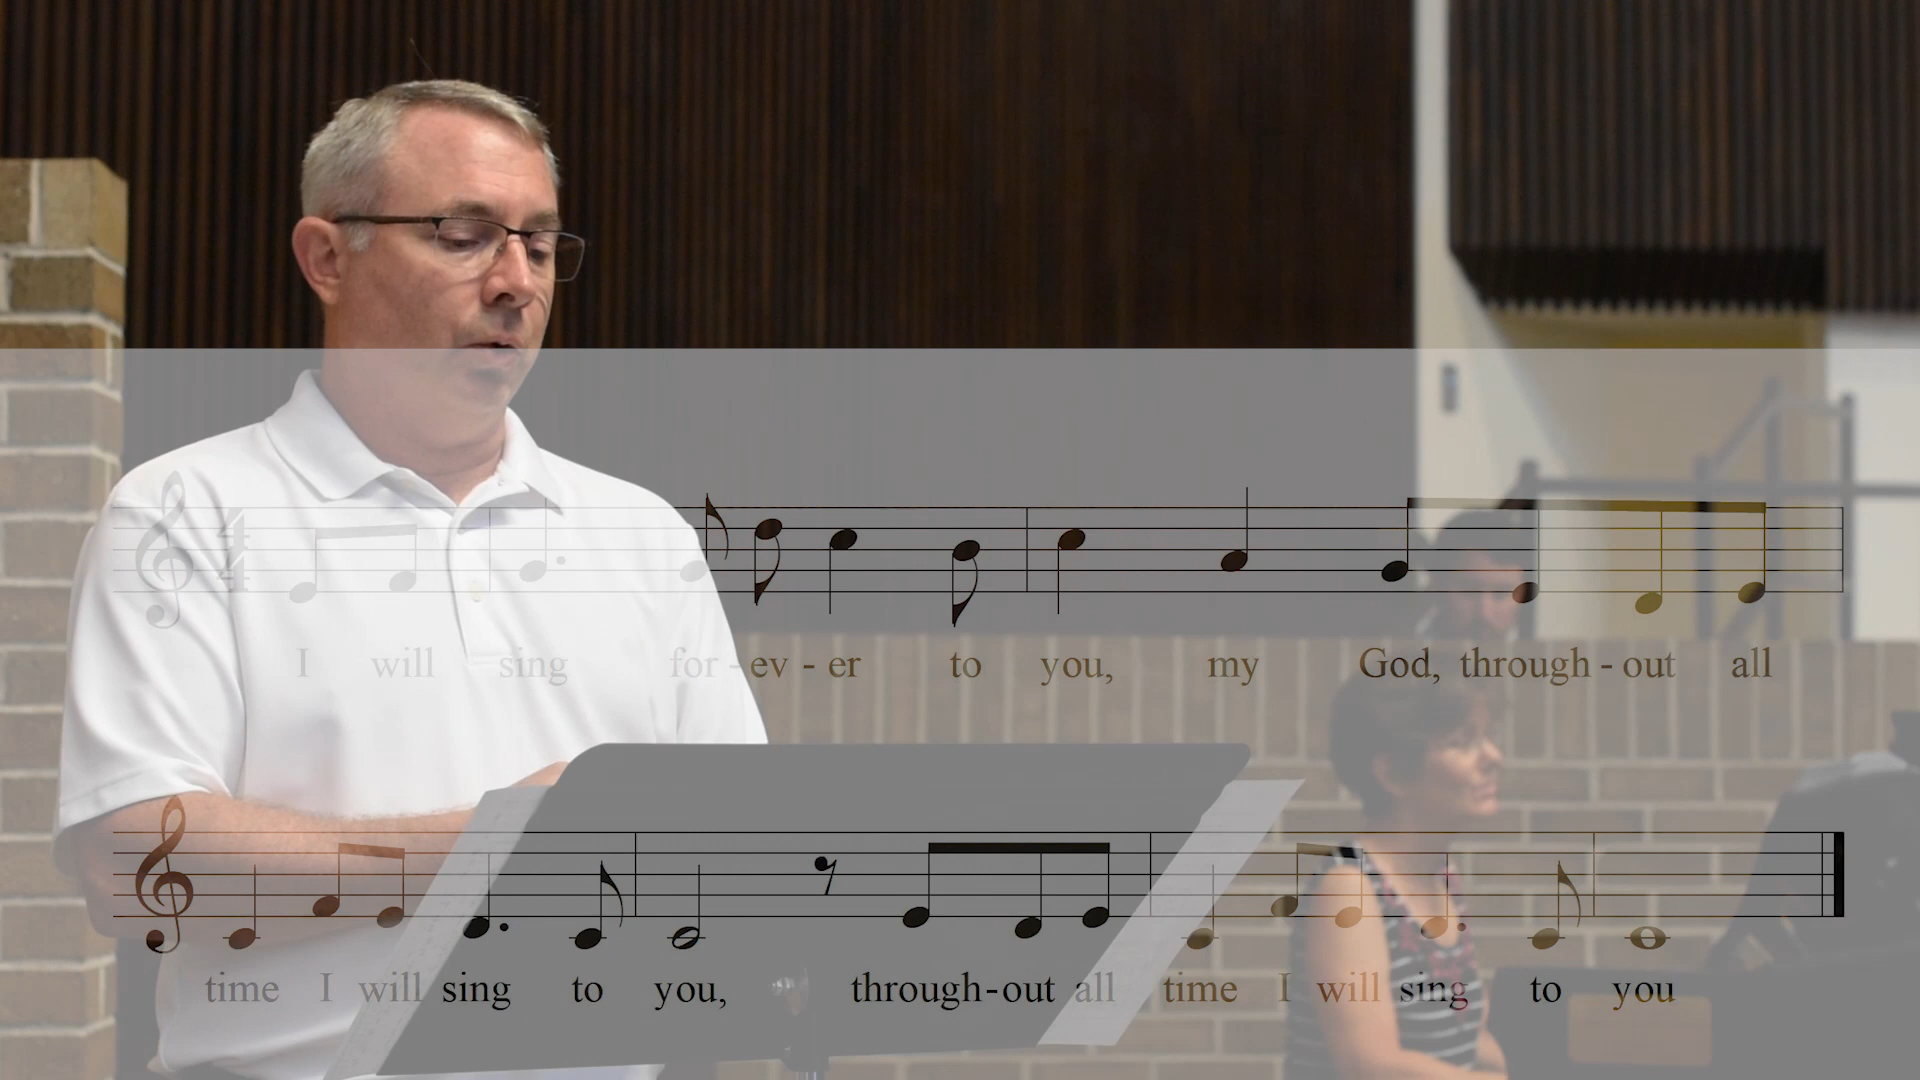 I will sing for - ev - er to you, my God, through - out all
time I will sing to you, through - out all time I will sing to you